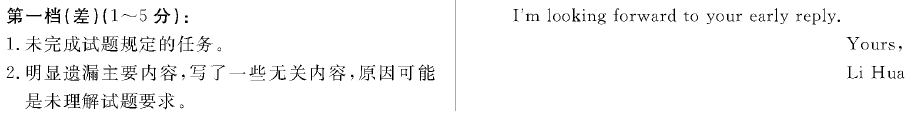 第一档(差)(1～5 分):
1. 未完成试题规定的任务。
2. 明显遗漏主要内容,写了一些无关内容,原因可能
是未理解试题要求。
I'm looking forward to your early reply.
Yours,
Li Hua